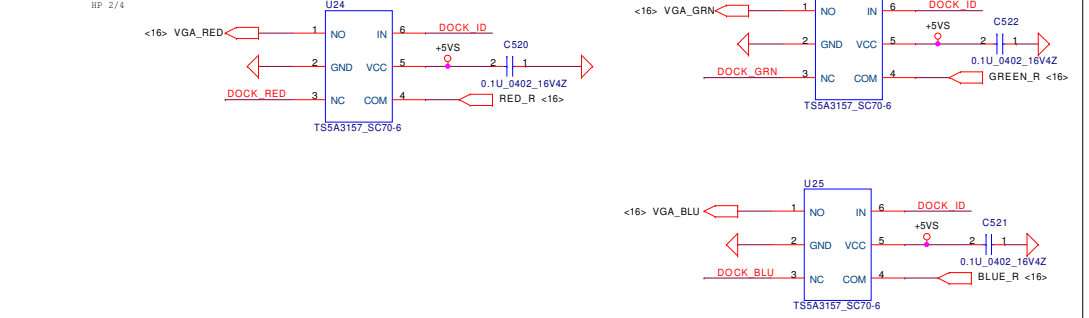 HP 2/4
U24
<16> VGA_RED
1 NO IN 6 DOCK_ID
2 GND VCC 5 +5VS 2 1 C520
0.1U_0402_16V4Z
DOCK_RED 3 NC COM 4 RED_R <16>
TS5A3157_SC70-6
<16> VGA_GRN 1 NO IN 6 DOCK_ID
2 GND VCC 5 +5VS 2 1 C522
0.1U_0402_16V4Z
DOCK_GRN 3 NC COM 4 GREEN_R <16>
TS5A3157_SC70-6
U25
<16> VGA_BLU 1 NO IN 6 DOCK_ID
2 GND VCC 5 +5VS 2 1 C521
0.1U_0402_16V4Z
DOCK_BLU 3 NC COM 4 BLUE_R <16>
TS5A3157_SC70-6